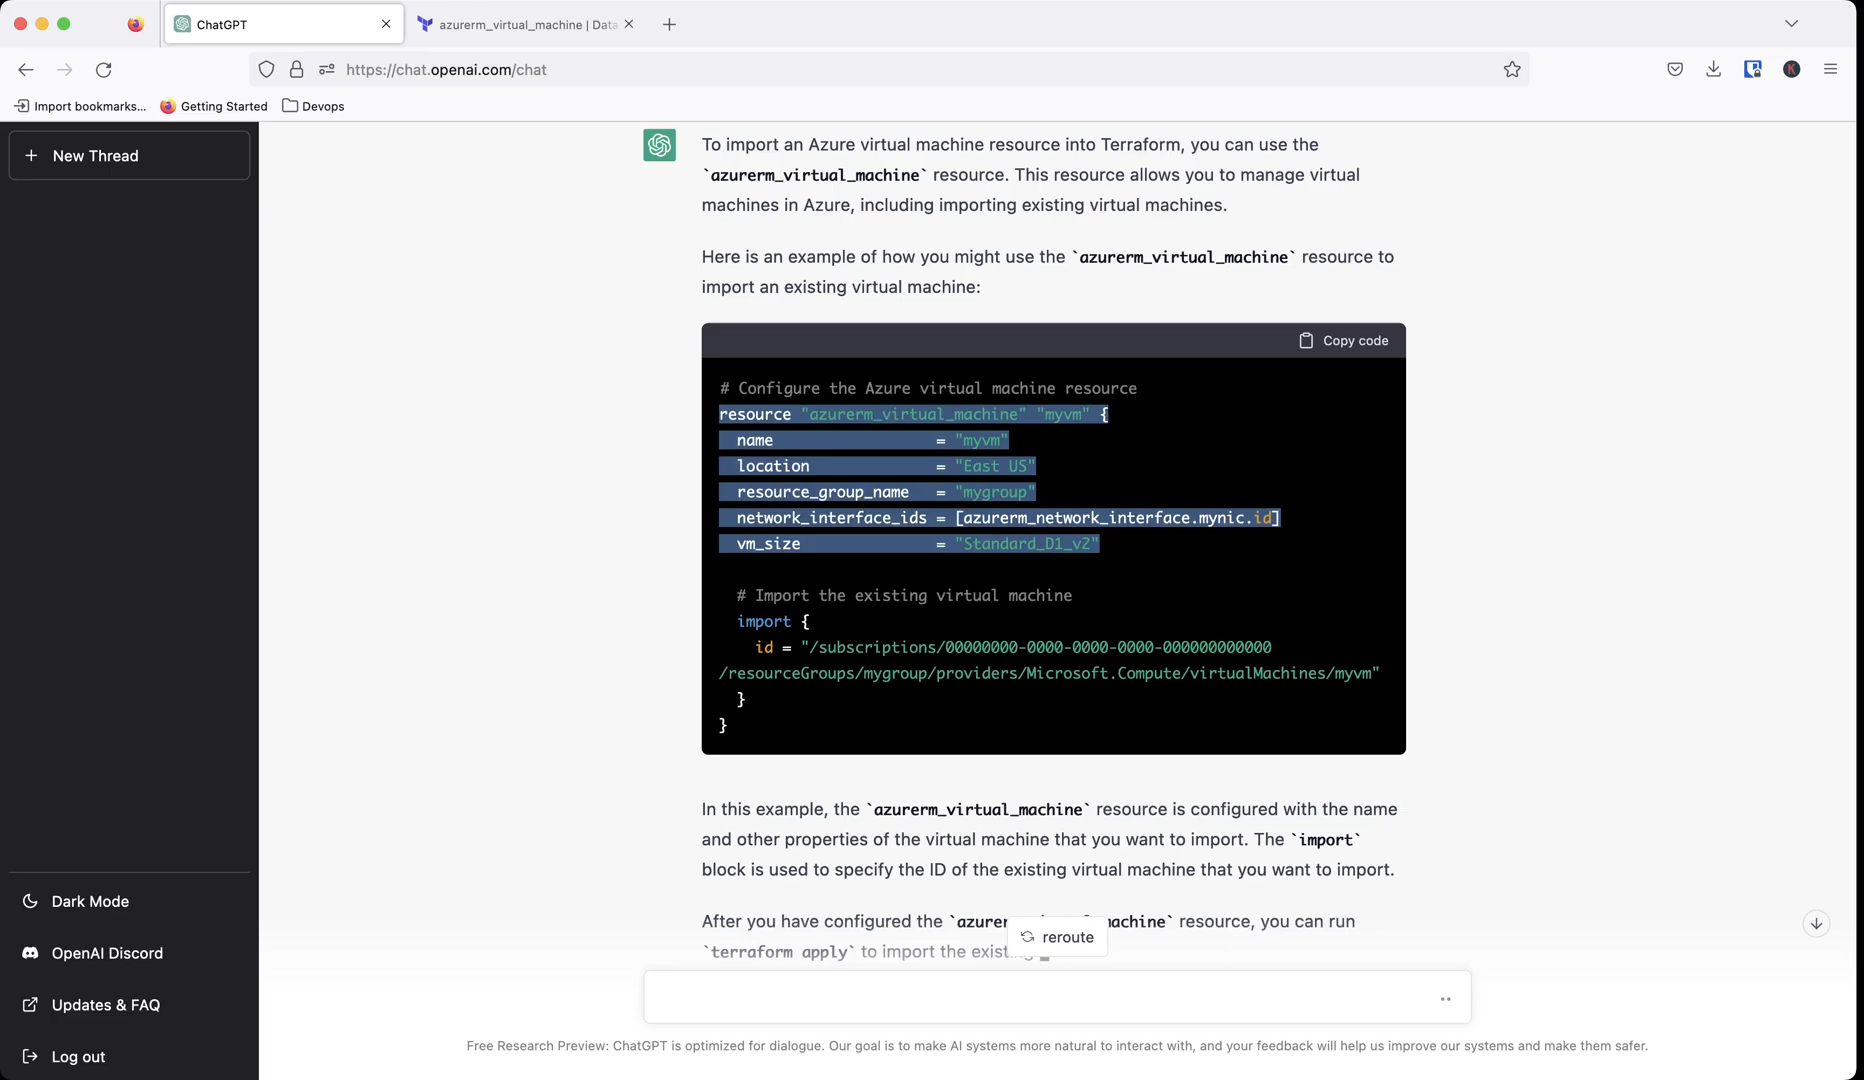 ChatGPT
azurerm_virtual_machine | Data
https://chat.openai.com/chat
K
Import bookmarks...
Getting Started
Devops
New Thread
To import an Azure virtual machine resource into Terraform, you can use the
`azurerm_virtual_machine` resource. This resource allows you to manage virtual
machines in Azure, including importing existing virtual machines.
Here is an example of how you might use the `azurerm_virtual_machine` resource to
import an existing virtual machine:
Copy code
# Configure the Azure virtual machine resource
resource "azurerm_virtual_machine" "myvm" {
name = "myvm"
location = "East US"
resource_group_name = "mygroup"
network_interface_ids = [azurerm_network_interface.mynic.id]
vm_size = "Standard_D1_v2"
# Import the existing virtual machine
import {
id = "/subscriptions/00000000-0000-0000-0000-000000000000
/resourceGroups/mygroup/providers/Microsoft.Compute/virtualMachines/myvm"
}
}
In this example, the `azurerm_virtual_machine` resource is configured with the name
and other properties of the virtual machine that you want to import. The `import`
block is used to specify the ID of the existing virtual machine that you want to import.
After you have configured the `azurer achine` resource, you can run
`terraform apply` to import the existing
reroute
Dark Mode
OpenAI Discord
Updates & FAQ
Log out
Free Research Preview: ChatGPT is optimized for dialogue. Our goal is to make AI systems more natural to interact with, and your feedback will help us improve our systems and make them safer.